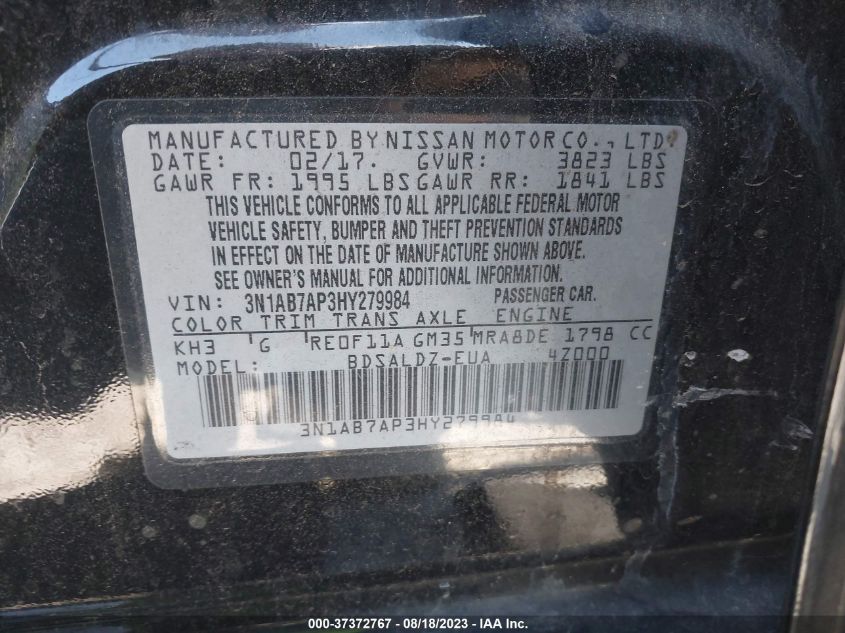 MANUFACTURED BY NISSAN MOTOR CO., LTD.
DATE: 02/17. GVWR: 3823 LBS
GAWR FR: 1995 LBS GAWR RR: 1841 LBS
THIS VEHICLE CONFORMS TO ALL APPLICABLE FEDERAL MOTOR
VEHICLE SAFETY, BUMPER AND THEFT PREVENTION STANDARDS
IN EFFECT ON THE DATE OF MANUFACTURE SHOWN ABOVE.
SEE OWNER'S MANUAL FOR ADDITIONAL INFORMATION.
VIN: 3N1AB7AP3HY279984 PASSENGER CAR.
COLOR TRIM TRANS AXLE ENGINE
KH3 G RE0F11A GM35 MRA8DE 1798 CC
MODEL: BDSALDZ-EUA 4Z000
3N1AB7AP3HY279984
000-37372767 - 08/18/2023 - IAA Inc.